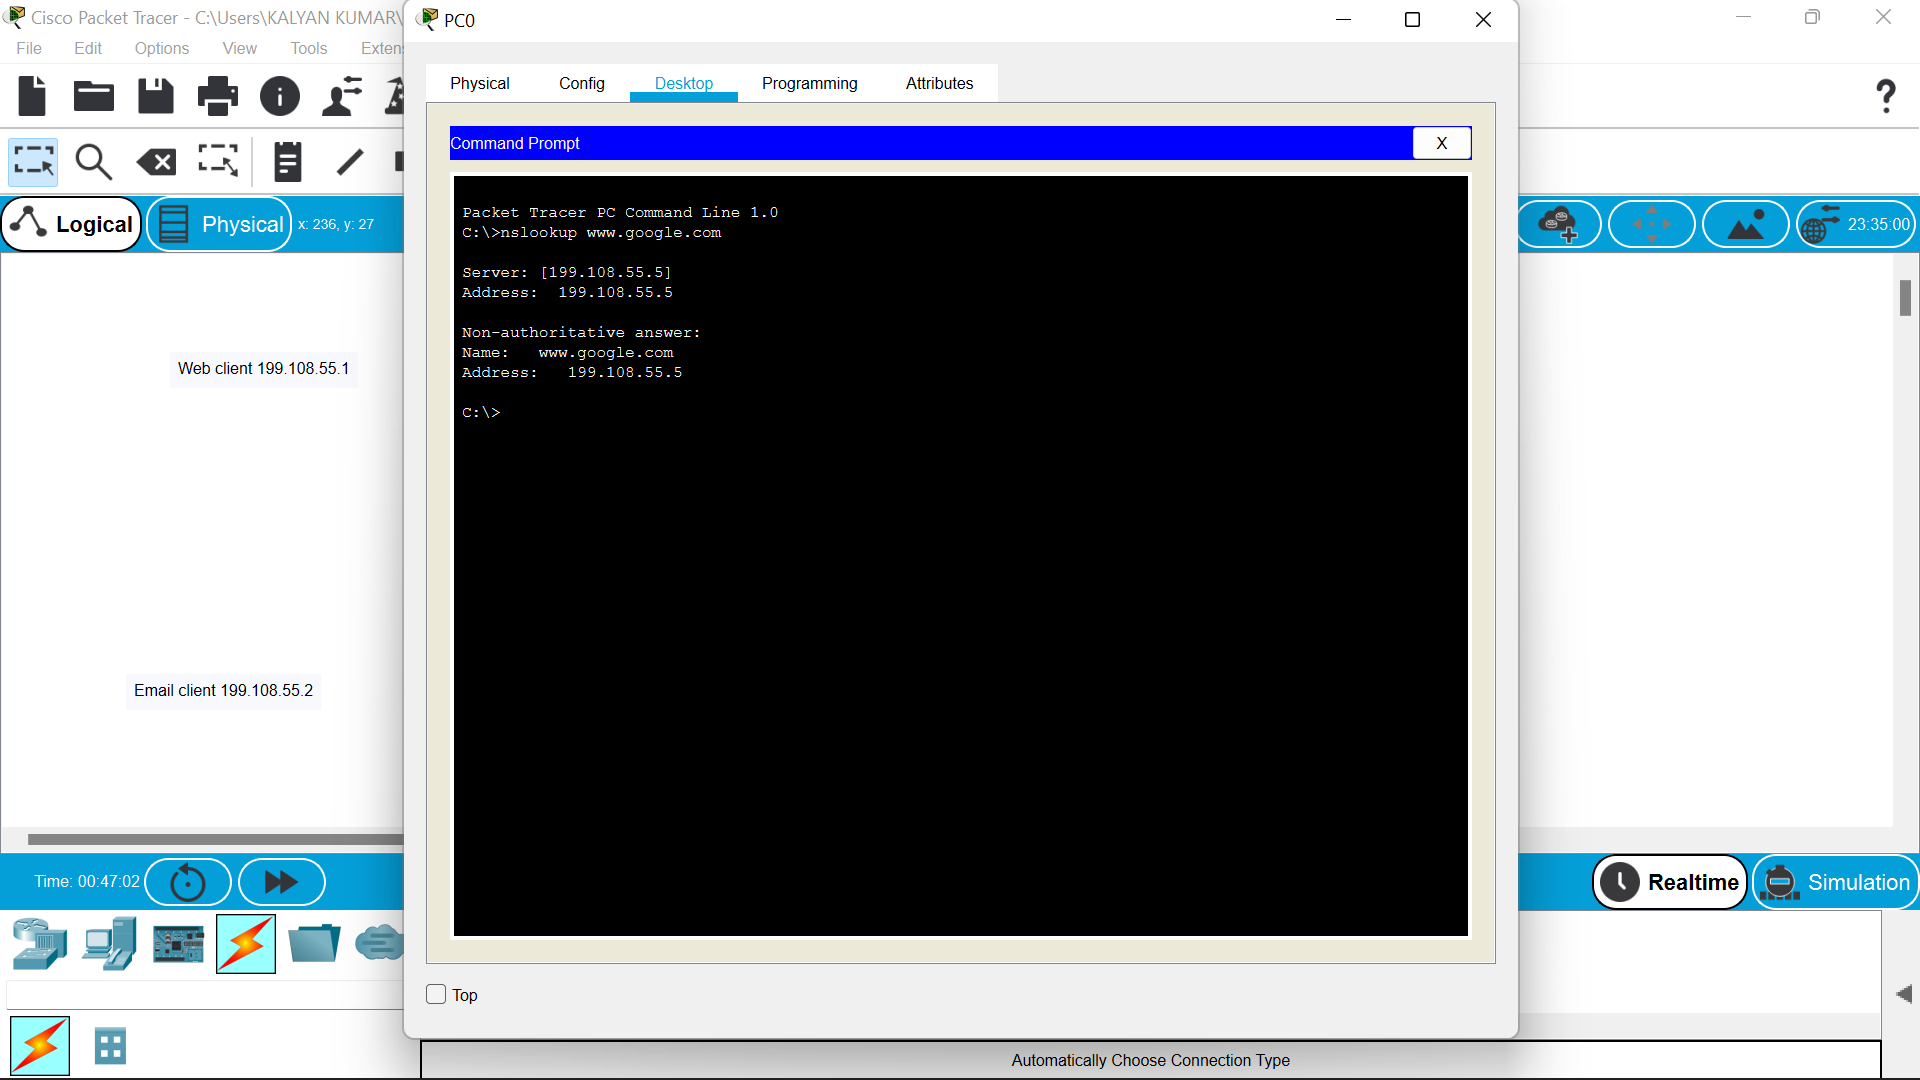 Cisco Packet Tracer - C:\Users\KALYAN KUMAR\
PC0
File Edit Options View Tools Exten
Physical Config Desktop Programming Attributes
Command Prompt X
Logical Physical x: 236, y: 27
23:35:00
Packet Tracer PC Command Line 1.0
C:\>nslookup www.google.com
Server: [199.108.55.5]
Address:  199.108.55.5
Non-authoritative answer:
Name:   www.google.com
Address:   199.108.55.5
C:\>
Web client 199.108.55.1
Email client 199.108.55.2
Time: 00:47:02
Realtime Simulation
Top
Automatically Choose Connection Type